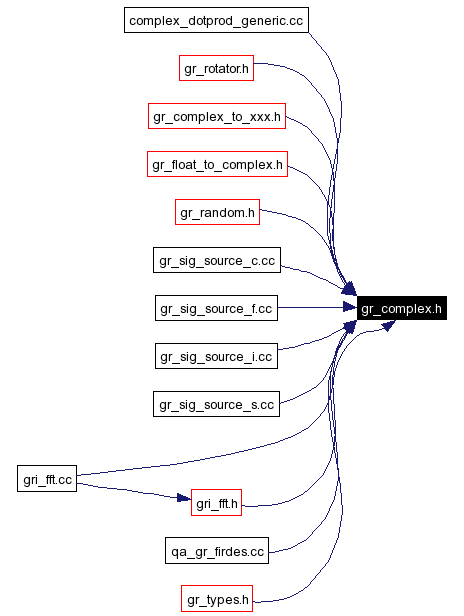 complex_dotprod_generic.cc
gr_rotator.h
gr_complex_to_xxx.h
gr_float_to_complex.h
gr_random.h
gr_sig_source_c.cc
gr_sig_source_f.cc
gr_complex.h
gr_sig_source_i.cc
gr_sig_source_s.cc
gri_fft.cc
gri_fft.h
qa_gr_firdes.cc
gr_types.h